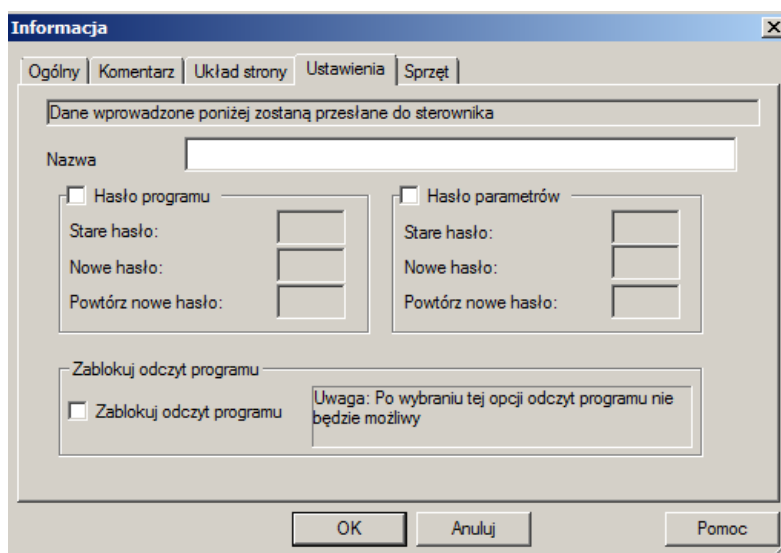 Informacja
Ogólny Komentarz Układ strony Ustawienia Sprzęt
Dane wprowadzone poniżej zostaną przesłane do sterownika
Nazwa
Hasło programu
Stare hasło:
Nowe hasło:
Powtórz nowe hasło:
Hasło parametrów
Stare hasło:
Nowe hasło:
Powtórz nowe hasło:
Zablokuj odczyt programu
Zablokuj odczyt programu
Uwaga: Po wybraniu tej opcji odczyt programu nie
będzie możliwy
OK Anuluj Pomoc